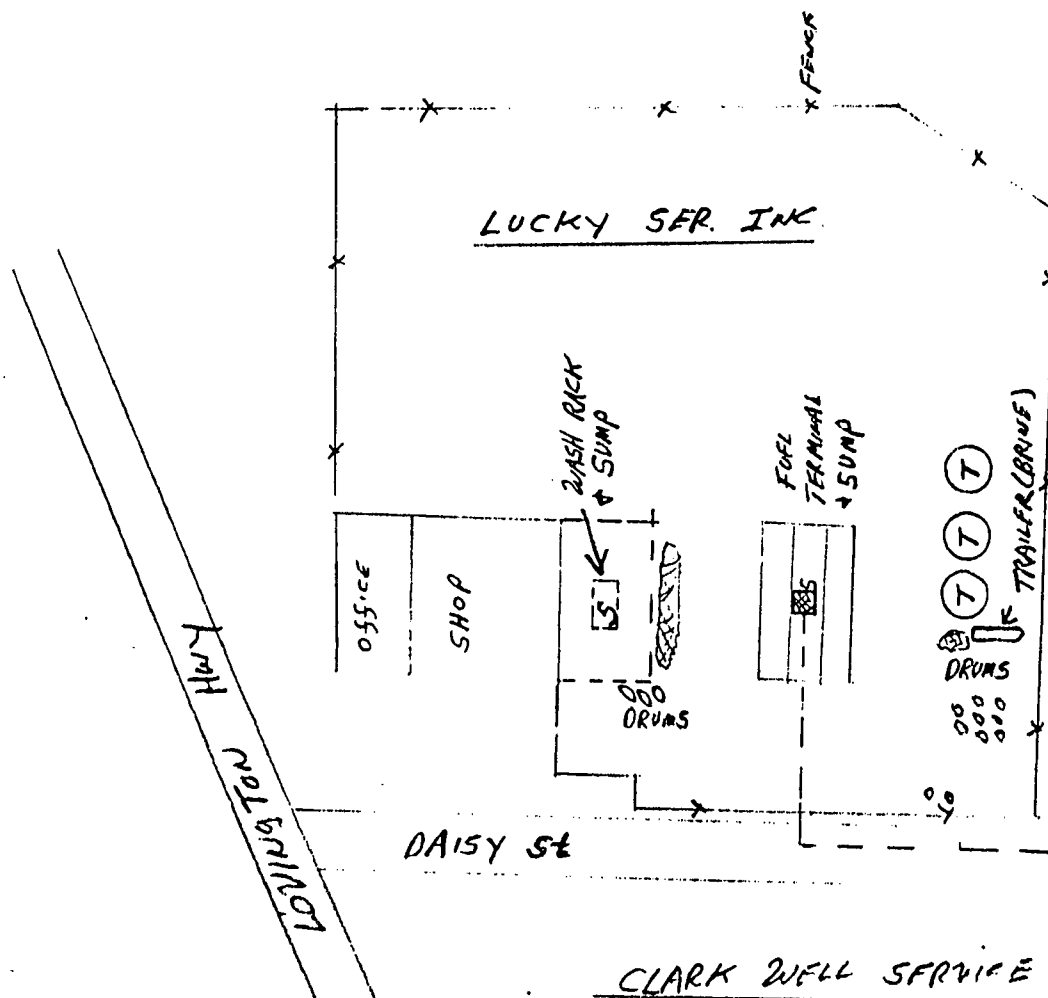 FENCE
LUCKY SER. INC
WASH RACK
+ SUMP
FUEL
TERMINAL
+ SUMP
T
T
T
TRAILER (BRINE)
OFFICE
SHOP
S
S
DRUMS
DRUMS
LOVINGTON HWY
DAISY St
CLARK WELL SERVICE